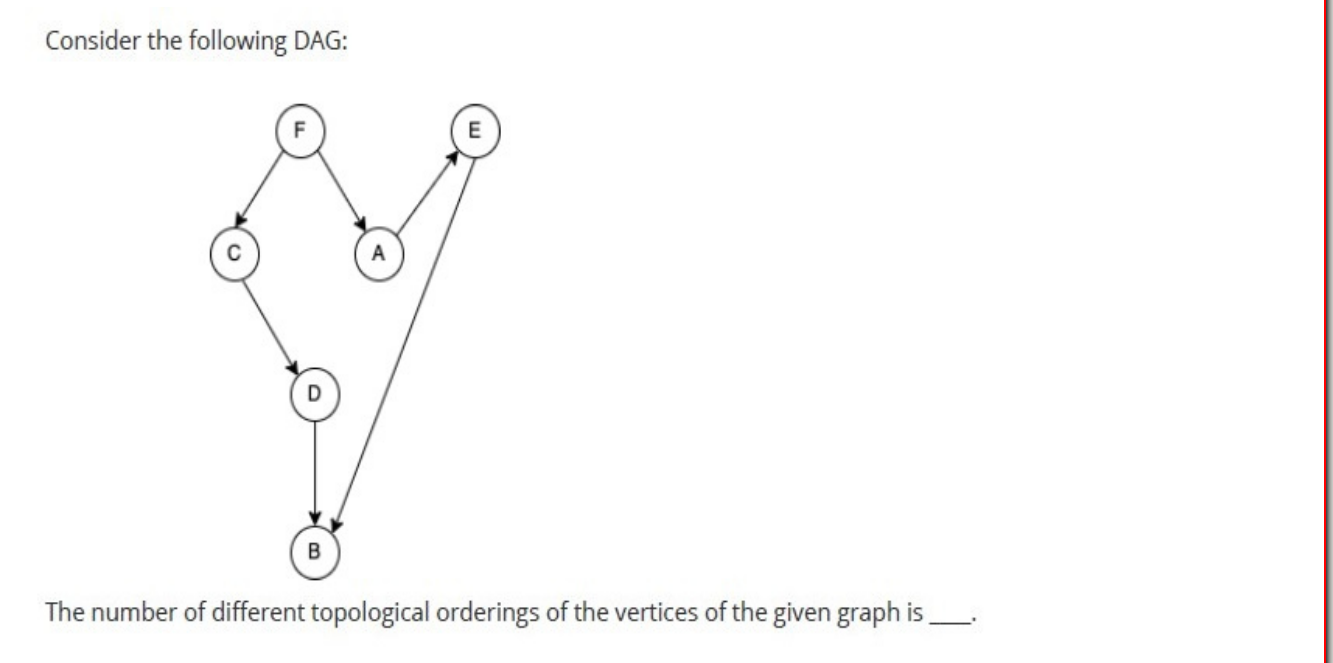 Consider the following DAG:
F
E
C
A
D
B
The number of different topological orderings of the vertices of the given graph is ____.